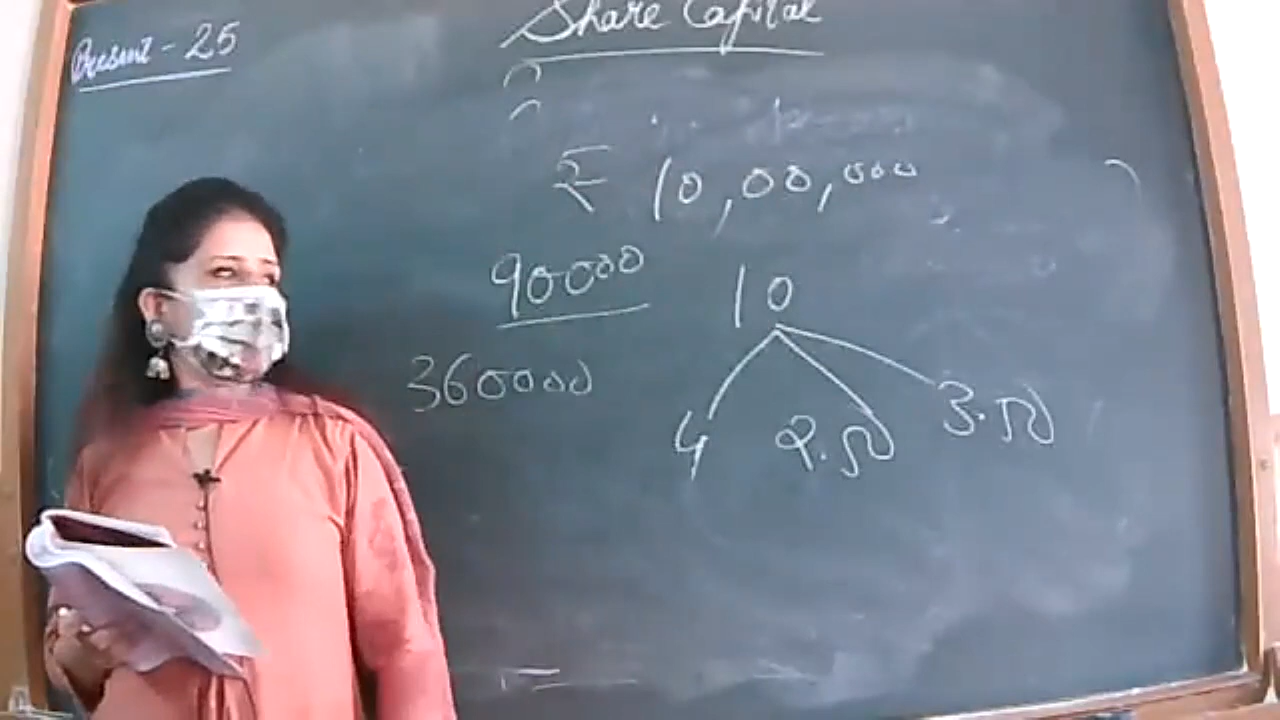 Present - 25
Share Capital
₹ 10,00,000
90000
10
360000
4 2.50 3.50